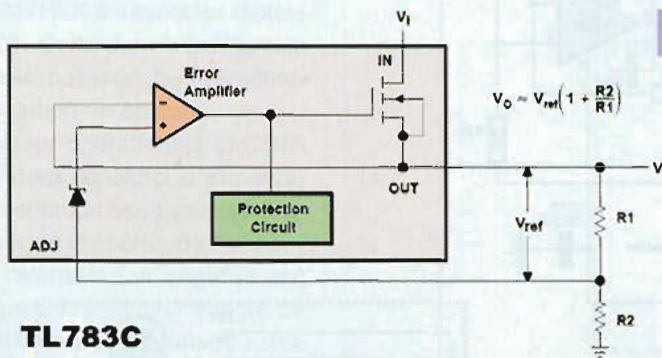 VI
IN
Error
Amplifier
−
+
VO ≈ Vref(1 + R2/R1)
OUT
V
Protection
Circuit
Vref
R1
ADJ
R2
TL783C